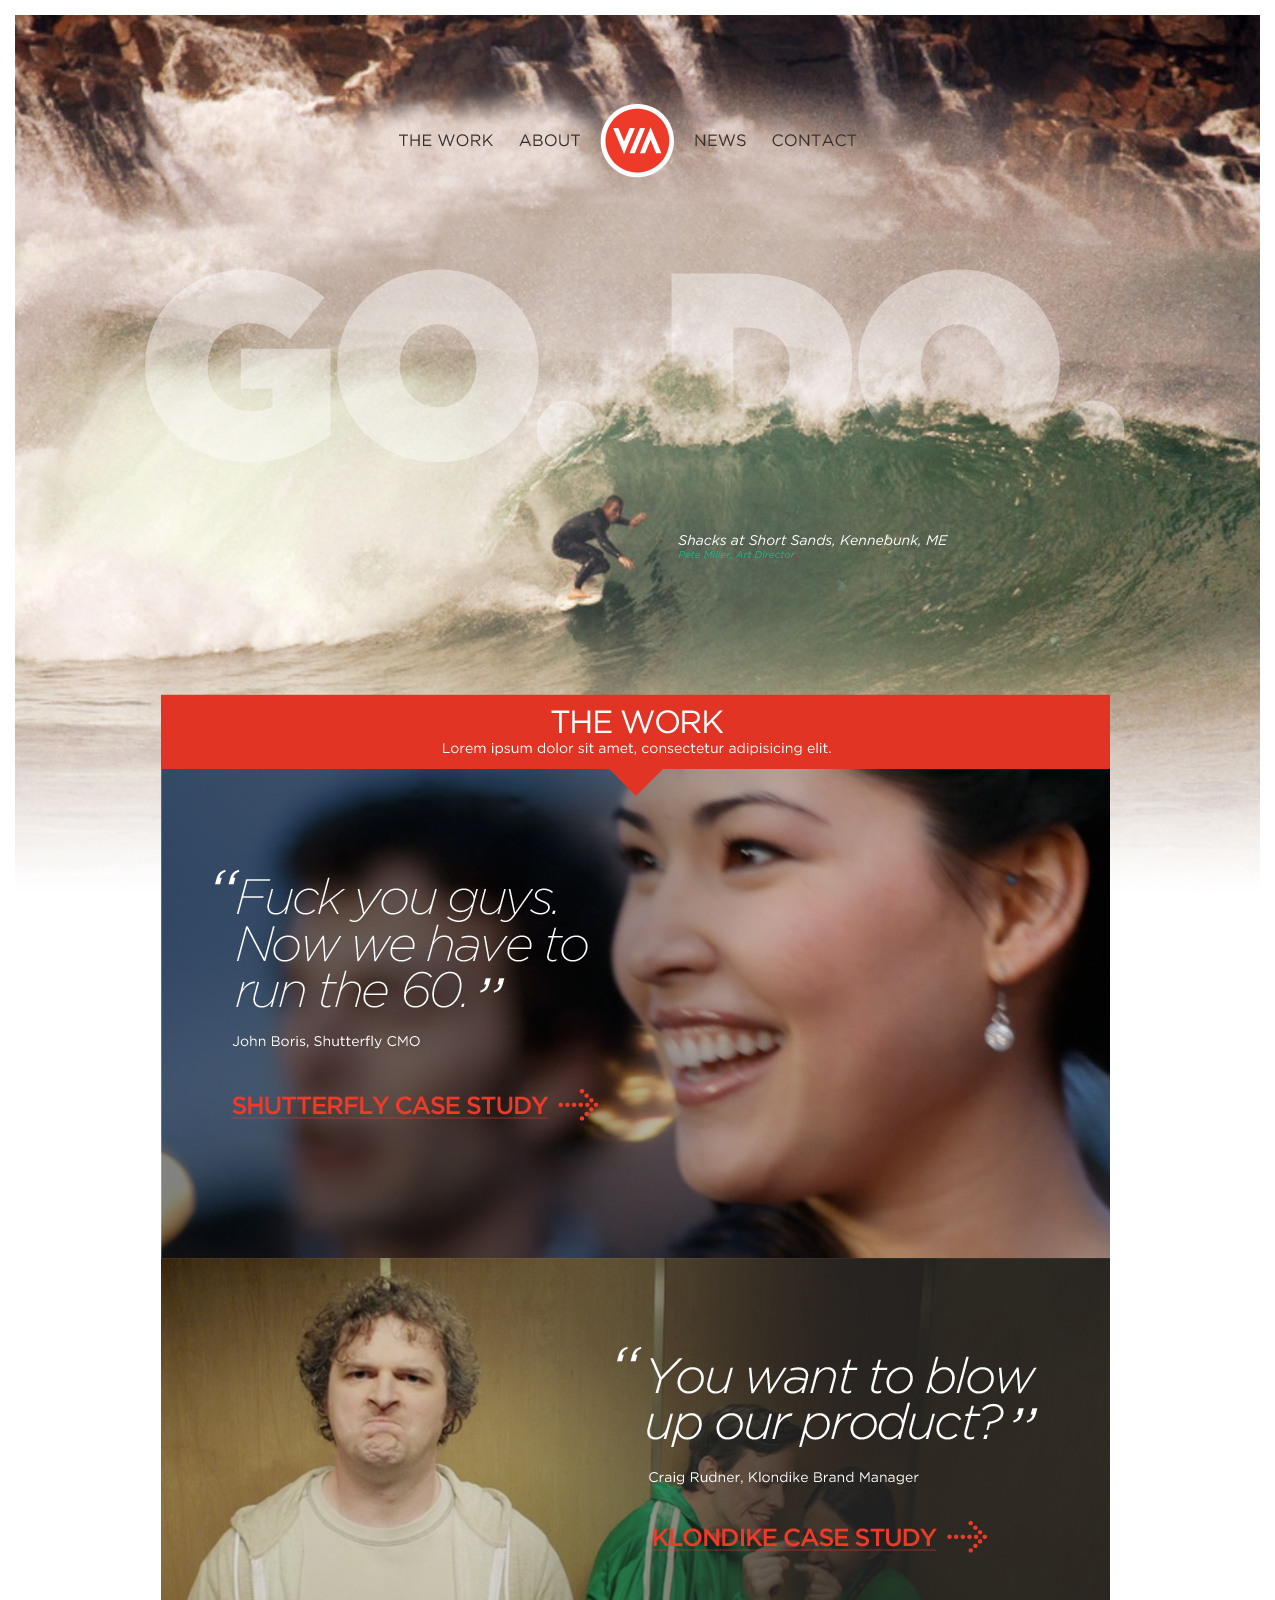 THE WORK ABOUT VIA NEWS CONTACT
GO. DO.
Shacks at Short Sands, Kennebunk, ME
Pete Miller, Art Director
THE WORK
Lorem ipsum dolor sit amet, consectetur adipisicing elit.
“Fuck you guys.
Now we have to
run the 60.”
John Boris, Shutterfly CMO
SHUTTERFLY CASE STUDY
“You want to blow
up our product?”
Craig Rudner, Klondike Brand Manager
KLONDIKE CASE STUDY